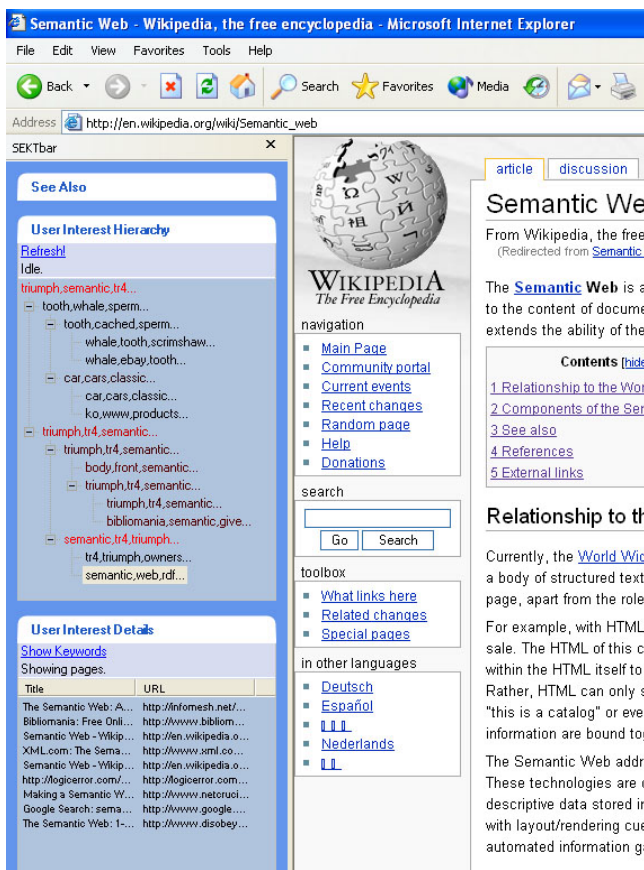 Semantic Web - Wikipedia, the free encyclopedia - Microsoft Internet Explorer
File Edit View Favorites Tools Help
Back Search Favorites Media
Address http://en.wikipedia.org/wiki/Semantic_web
SEKTbar x
See Also
User Interest Hierarchy
Refresh!
Idle.
triumph,semantic,tr4...
tooth,whale,sperm...
tooth,cached,sperm...
whale,tooth,scrimshaw...
whale,ebay,tooth...
car,cars,classic...
car,cars,classic...
ko,www,products...
triumph,tr4,semantic...
triumph,tr4,semantic...
body,front,semantic...
triumph,tr4,semantic...
triumph,tr4,semantic...
bibliomania,semantic,give...
semantic,tr4,triumph...
tr4,triumph,owners...
semantic,web,rdf...
User Interest Details
Show Keywords
Showing pages.
Title URL
The Semantic Web: A... http://infomesh.net/...
Bibliomania: Free Onli... http://www.bibliom...
Semantic Web - Wikip... http://en.wikipedia.o...
XML.com: The Sema... http://www.xml.co...
Semantic Web - Wikip... http://en.wikipedia.o...
http://logicerror.com/... http://logicerror.com...
Making a Semantic W... http://www.netcruci...
Google Search: sema... http://www.google....
The Semantic Web: 1-... http://www.disobey...
WIKIPEDIA
The Free Encyclopedia
navigation
Main Page
Community portal
Current events
Recent changes
Random page
Help
Donations
search
Go Search
toolbox
What links here
Related changes
Special pages
in other languages
Deutsch
Español
Nederlands
article discussion
Semantic We
From Wikipedia, the free
(Redirected from Semantic
The Semantic Web is a
to the content of docume
extends the ability of the
Contents [hide
1 Relationship to the Wor
2 Components of the Ser
3 See also
4 References
5 External links
Relationship to th
Currently, the World Wid
a body of structured text
page, apart from the role
For example, with HTML
sale. The HTML of this c
within the HTML itself to
Rather, HTML can only s
"this is a catalog" or eve
information are bound tog
The Semantic Web addr
These technologies are c
descriptive data stored in
with layout/rendering cue
automated information ga